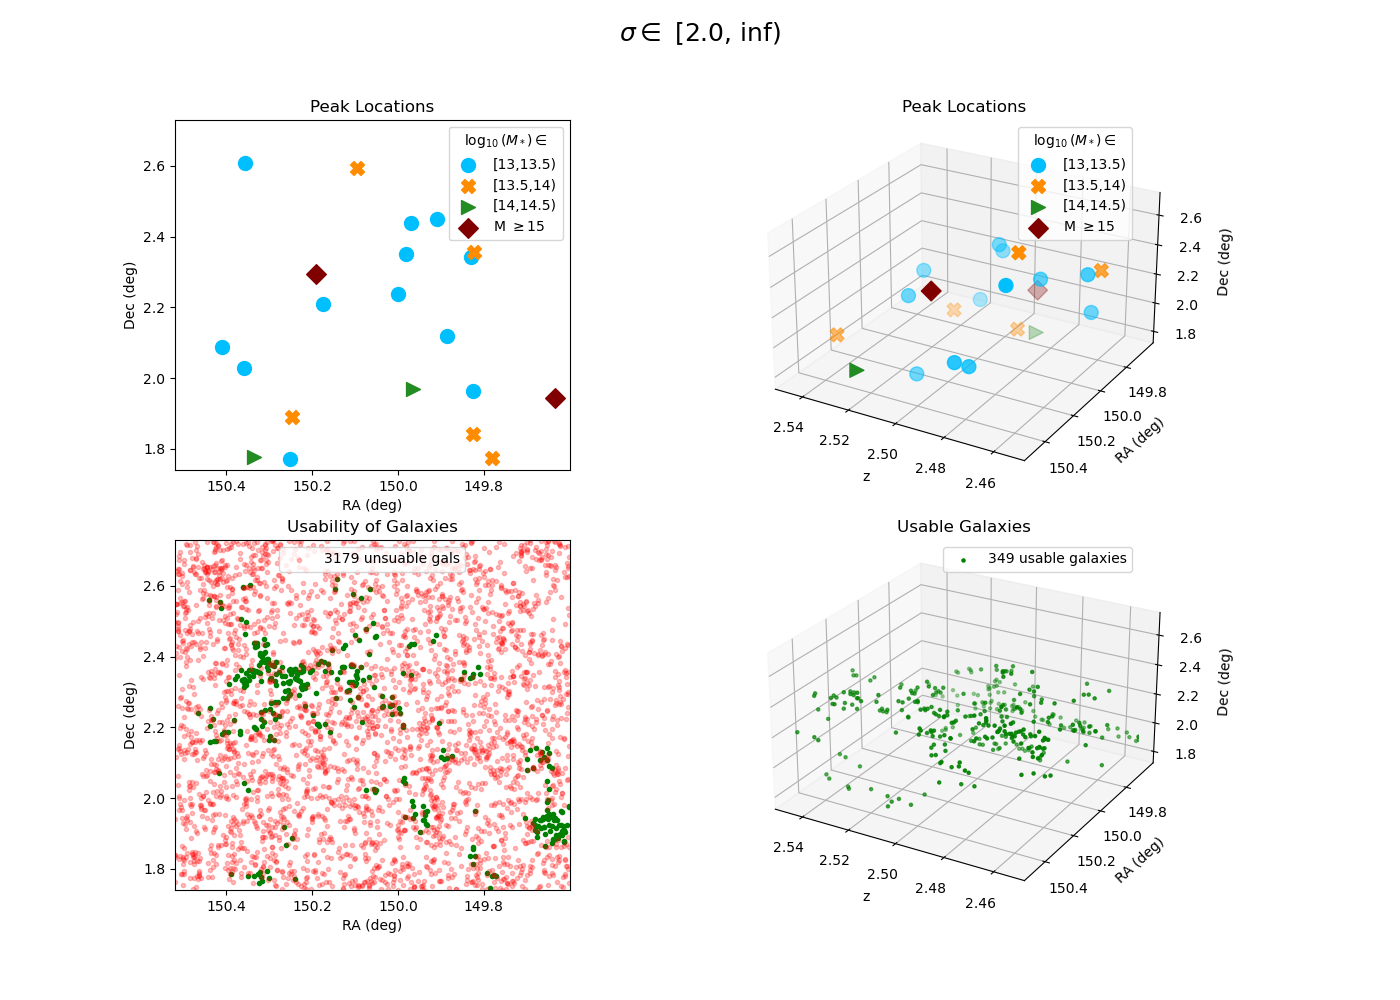 σ ∈ [2.0, inf)
Peak Locations
log₁₀(M*) ∈
[13,13.5)
[13.5,14)
[14,14.5)
M ≥15
2.6
2.4
2.2
2.0
1.8
Dec (deg)
150.4 150.2 150.0 149.8
RA (deg)
Peak Locations
log₁₀(M*) ∈
[13,13.5)
[13.5,14)
[14,14.5)
M ≥15
2.6
2.4
2.2
2.0
1.8
Dec (deg)
149.8
150.0
150.2
150.4
RA (deg)
2.54
2.52
2.50
2.48
2.46
z
Usability of Galaxies
3179 unsuable gals
2.6
2.4
2.2
2.0
1.8
Dec (deg)
150.4 150.2 150.0 149.8
RA (deg)
Usable Galaxies
349 usable galaxies
2.6
2.4
2.2
2.0
1.8
Dec (deg)
149.8
150.0
150.2
150.4
RA (deg)
2.54
2.52
2.50
2.48
2.46
z